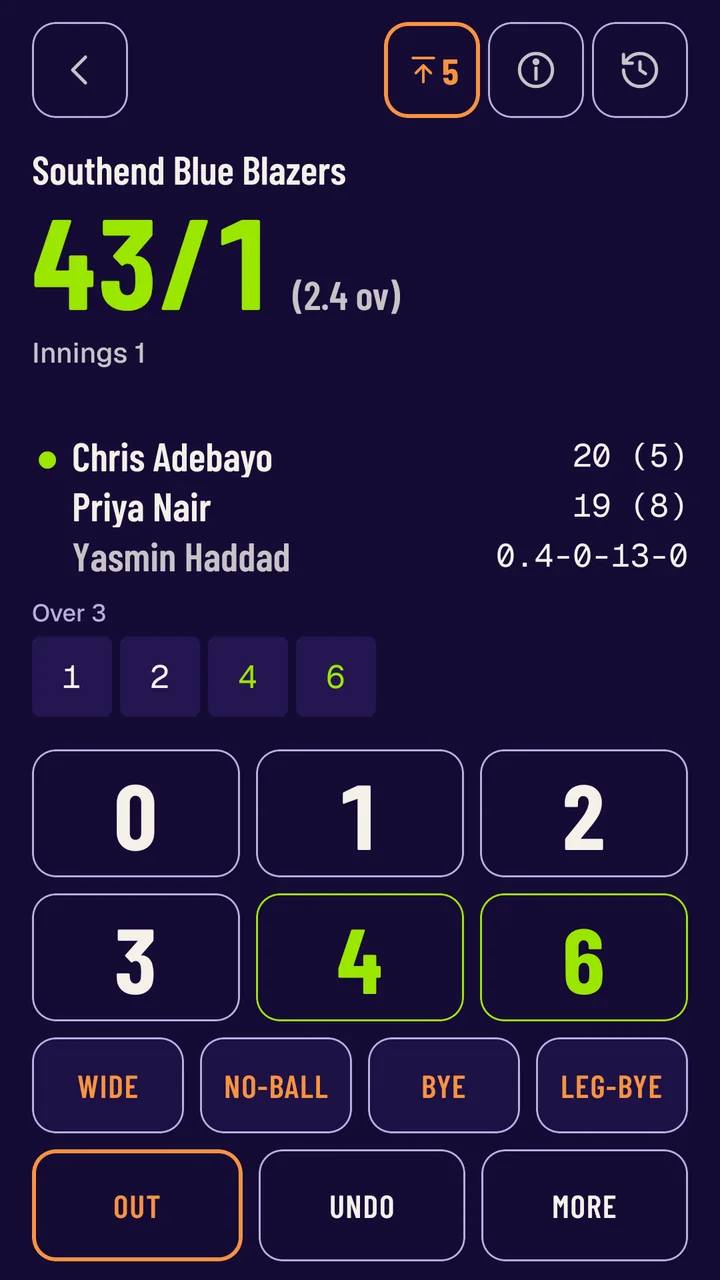 5
Southend Blue Blazers
43/1 (2.4 ov)
Innings 1
Chris Adebayo 20 (5)
Priya Nair 19 (8)
Yasmin Haddad 0.4-0-13-0
Over 3
1 2 4 6
0 1 2
3 4 6
WIDE NO-BALL BYE LEG-BYE
OUT UNDO MORE